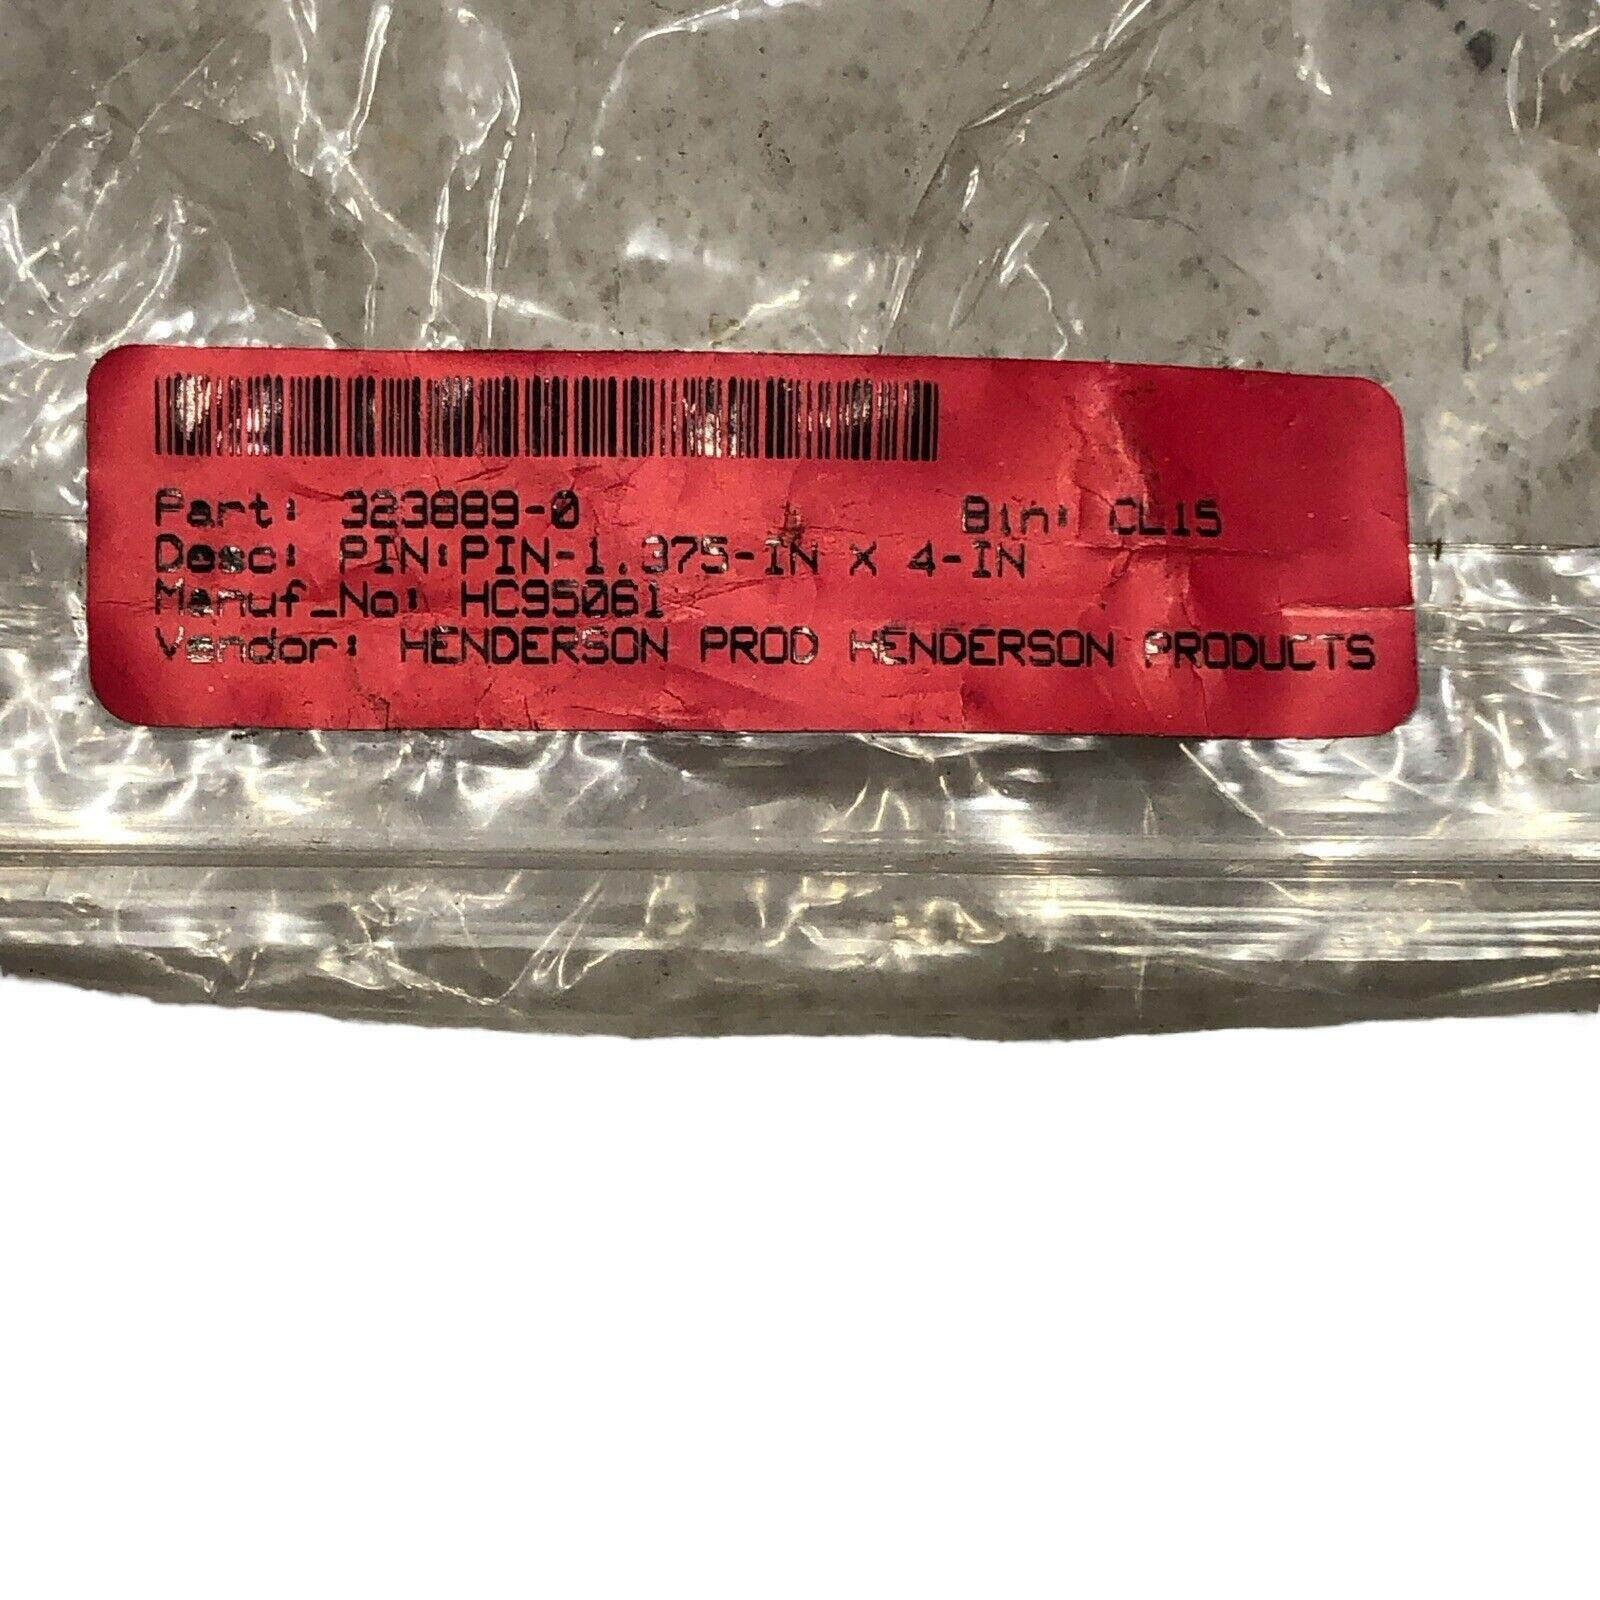 Part: 323889-0 Bin: CL15
Desc: PIN:PIN-1.375-IN X 4-IN
Manuf_No: HC95061
Vendor: HENDERSON PROD HENDERSON PRODUCTS